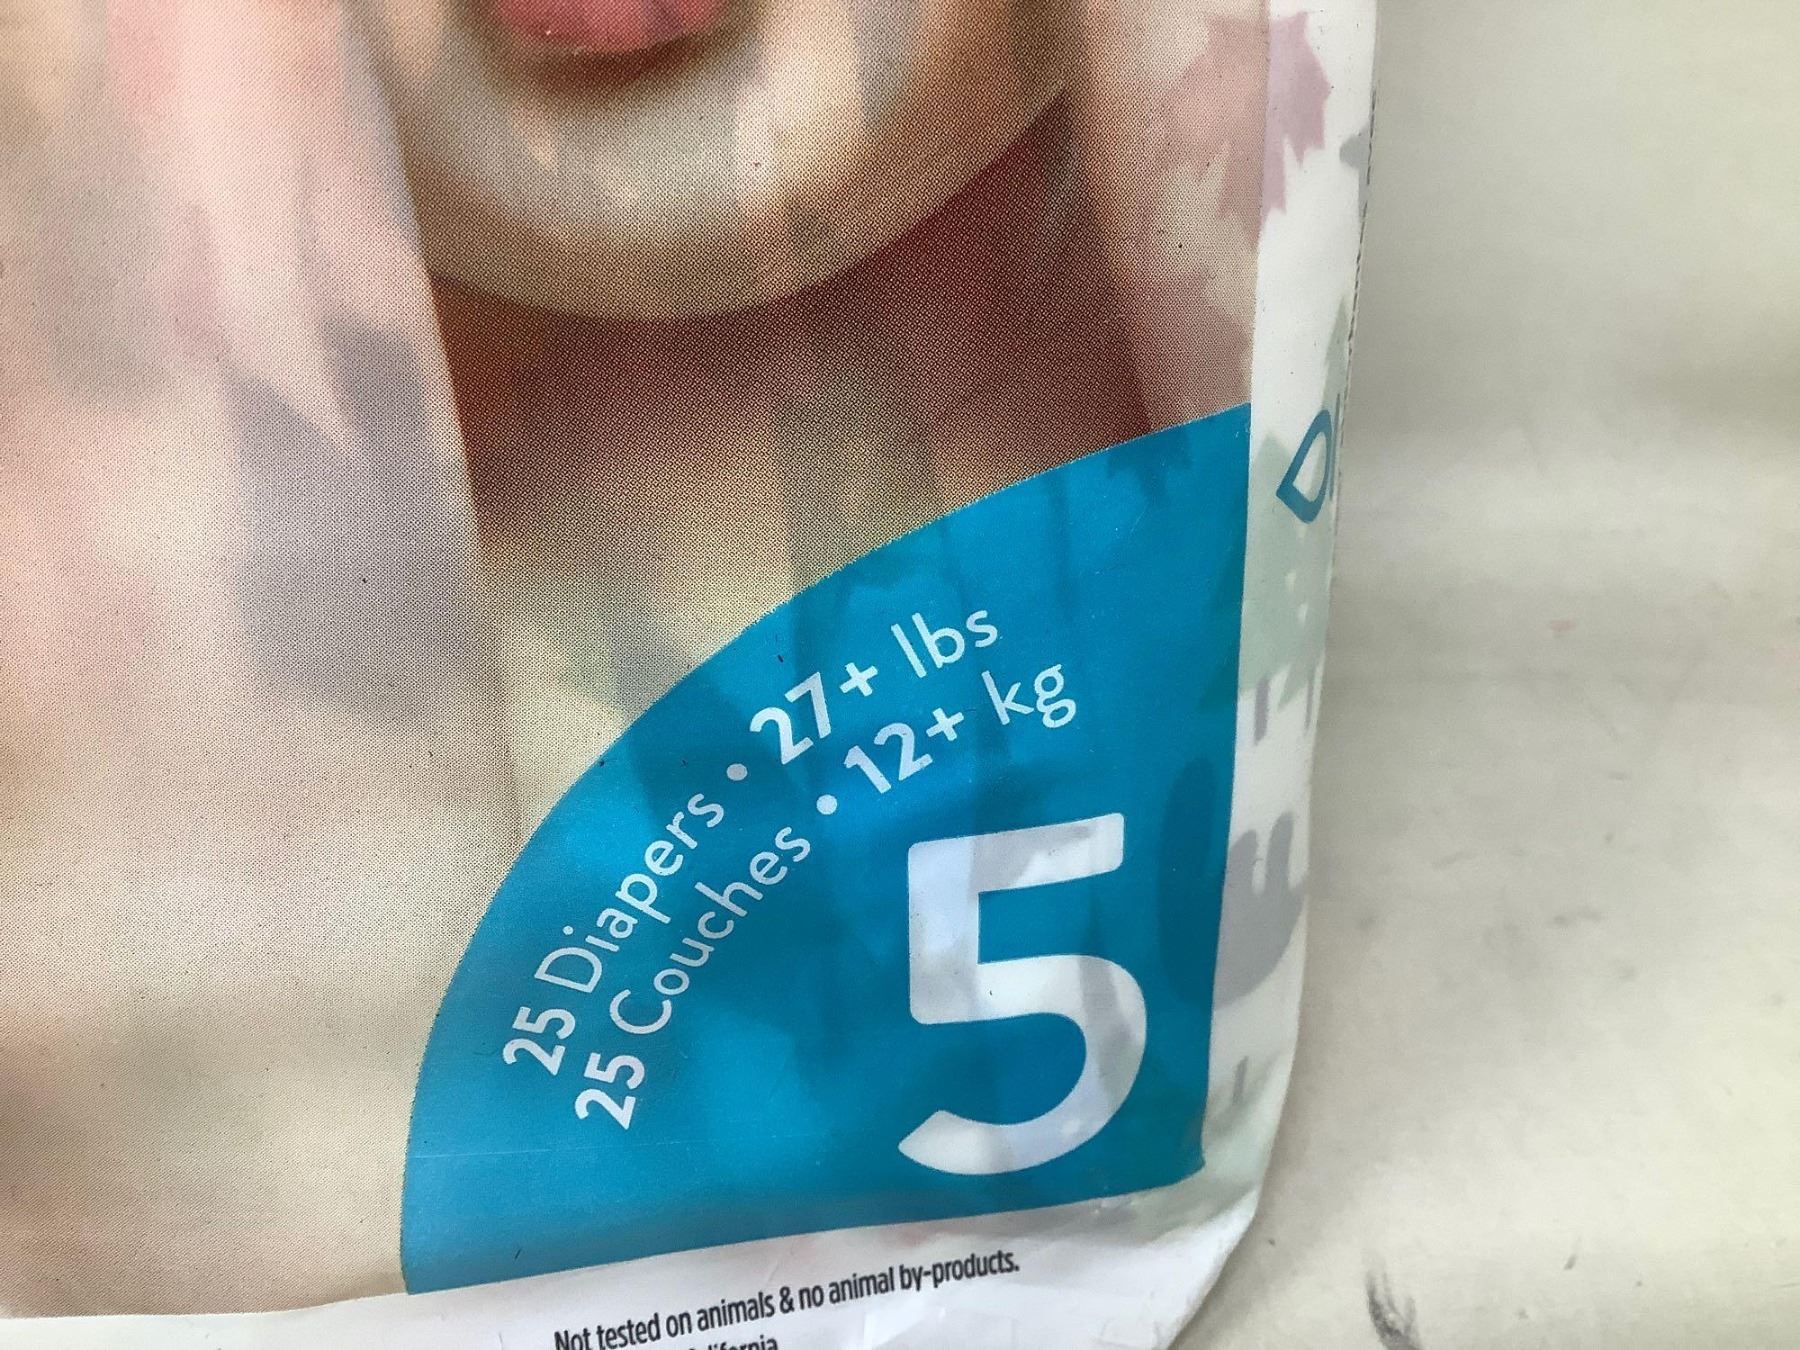 25 Diapers • 27+ lbs
25 Couches • 12+ kg
5
Not tested on animals & no animal by-products.